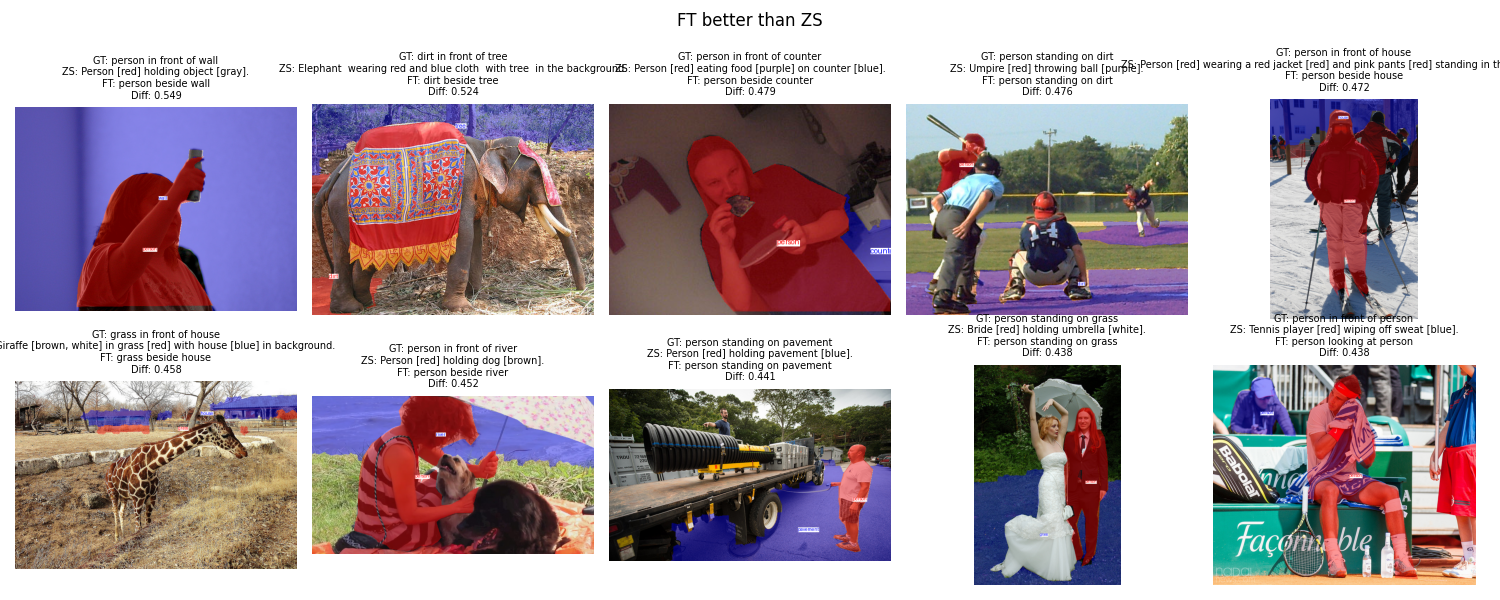 FT better than ZS
GT: person in front of wall
ZS: Person [red] holding object [gray].
FT: person beside wall
Diff: 0.549
GT: dirt in front of tree
ZS: Elephant  wearing red and blue cloth  with tree  in the background.
FT: dirt beside tree
Diff: 0.524
GT: person in front of counter
ZS: Person [red] eating food [purple] on counter [blue].
FT: person beside counter
Diff: 0.479
GT: person standing on dirt
ZS: Umpire [red] throwing ball [purple].
FT: person standing on dirt
Diff: 0.476
GT: person in front of house
ZS: Person [red] wearing a red jacket [red] and pink pants [red] standing in th
FT: person beside house
Diff: 0.472
person
14
GT: grass in front of house
Giraffe [brown, white] in grass [red] with house [blue] in background.
FT: grass beside house
Diff: 0.458
GT: person in front of river
ZS: Person [red] holding dog [brown].
FT: person beside river
Diff: 0.452
GT: person standing on pavement
ZS: Person [red] holding pavement [blue].
FT: person standing on pavement
Diff: 0.441
pavement
GT: person standing on grass
ZS: Bride [red] holding umbrella [white].
FT: person standing on grass
Diff: 0.438
GT: person in front of person
ZS: Tennis player [red] wiping off sweat [blue].
FT: person looking at person
Diff: 0.438
Babolat
Façonnable